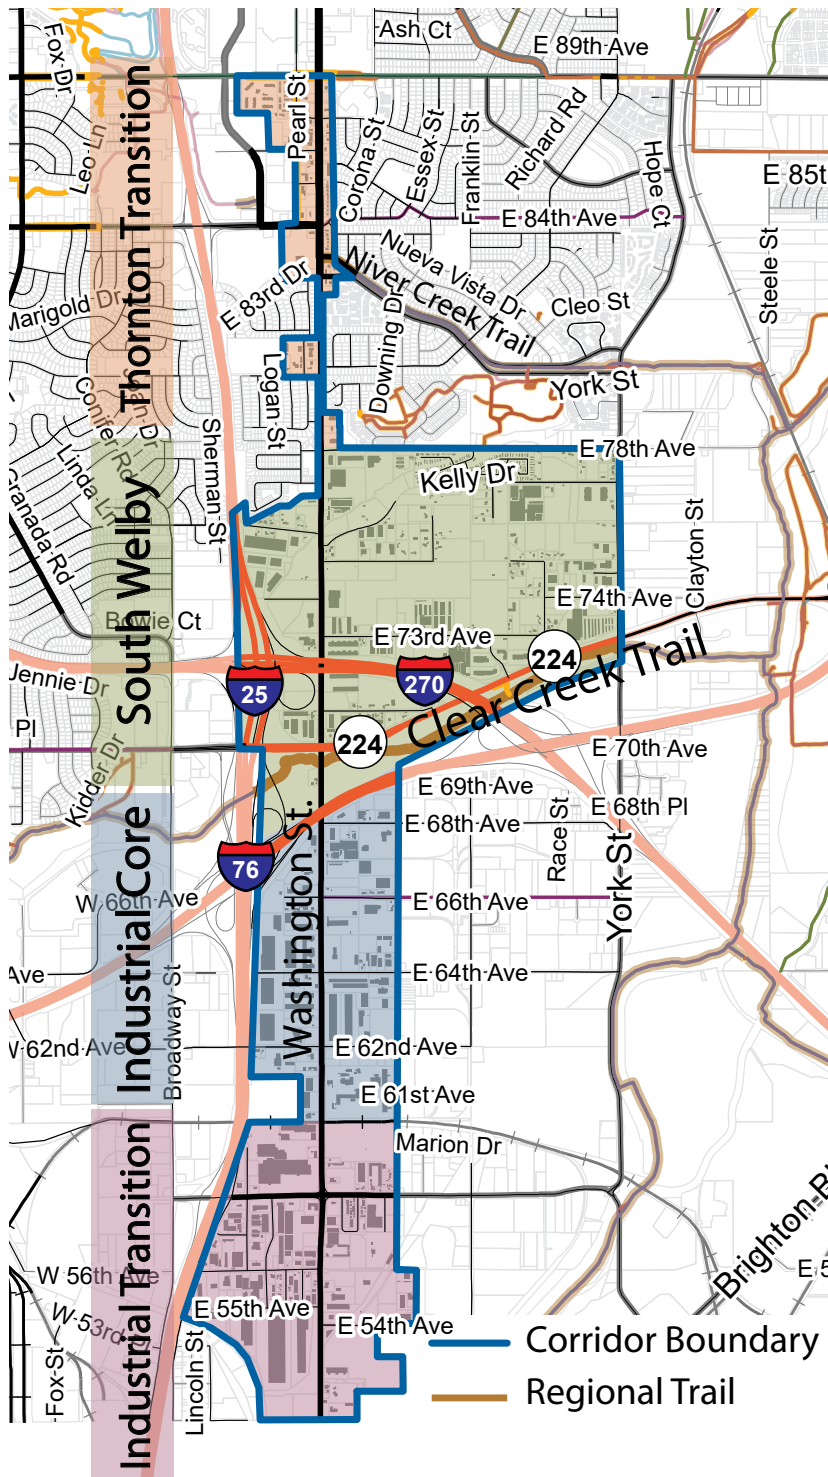 Ash Ct
E 89th Ave
Fox Dr
Pearl St
Corona St
Essex St
Franklin St
Richard Rd
Hope Ct
Leo Ln
E 85t
E 84th Ave
Thornton Transition
Nueva Vista Dr
Niver Creek Trail
E 83rd Dr
Steele St
Marigold Dr
Cleo St
Downing Dr
Logan St
York St
Conifer Rd
Sherman St
E 78th Ave
Linda Ln
Kelly Dr
Granada Rd
South Welby
Clayton St
E 74th Ave
Bowie Ct
E 73rd Ave
224
Clear Creek Trail
Jennie Dr
25
270
Pl
224
E 70th Ave
Kidder Dr
E 69th Ave
E 68th Pl
Race St
E 68th Ave
Industrial Core
Washington St.
76
York St
W 66th Ave
E 66th Ave
Ave
E 64th Ave
Broadway St
W 62nd Ave
E 62nd Ave
E 61st Ave
Industrial Transition
Marion Dr
Brighton Bl
W 56th Ave
E 5
E 55th Ave
W 53rd
E 54th Ave
Fox St
Lincoln St
Corridor Boundary
Regional Trail